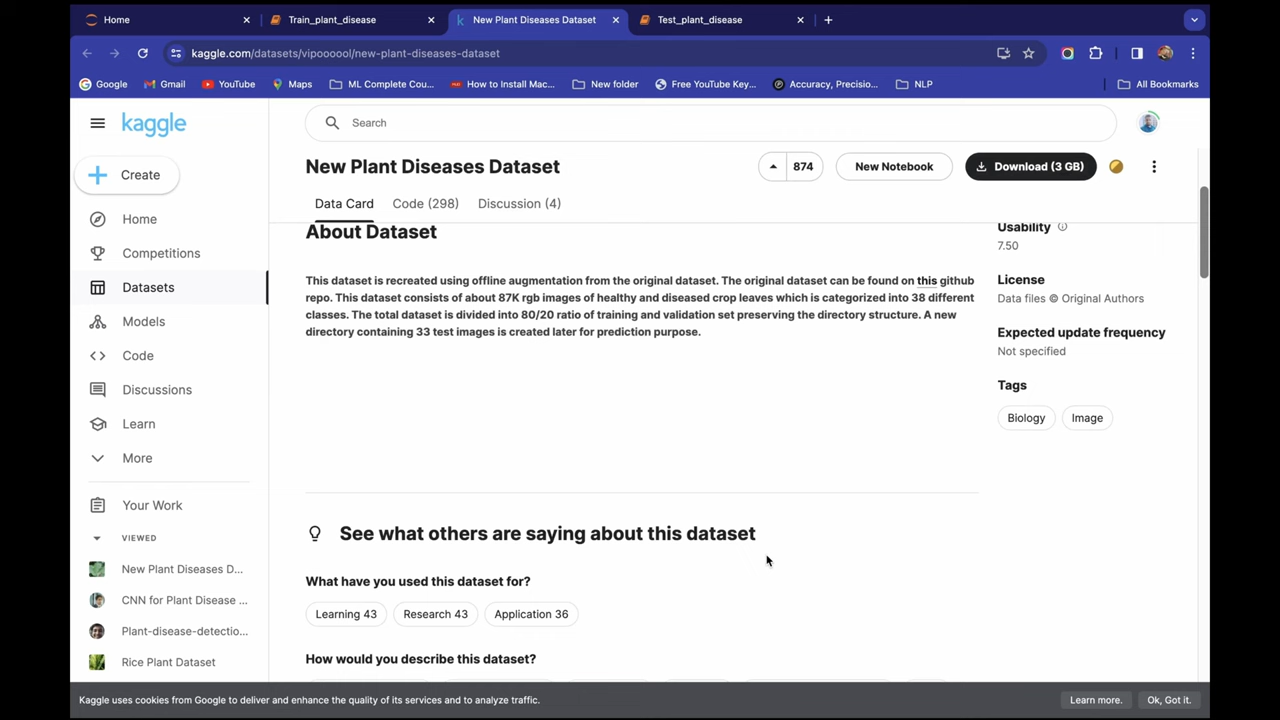 Home
Train_plant_disease
New Plant Diseases Dataset
Test_plant_disease
kaggle.com/datasets/vipoooool/new-plant-diseases-dataset
Google
Gmail
YouTube
Maps
ML Complete Cou...
How to Install Mac...
New folder
Free YouTube Key...
Accuracy, Precisio...
NLP
All Bookmarks
kaggle
Search
Create
New Plant Diseases Dataset
874
New Notebook
Download (3 GB)
Data Card
Code (298)
Discussion (4)
Home
Competitions
Datasets
Models
Code
Discussions
Learn
More
Your Work
VIEWED
New Plant Diseases D...
CNN for Plant Disease ...
Plant-disease-detectio...
Rice Plant Dataset
About Dataset
This dataset is recreated using offline augmentation from the original dataset. The original dataset can be found on this github
repo. This dataset consists of about 87K rgb images of healthy and diseased crop leaves which is categorized into 38 different
classes. The total dataset is divided into 80/20 ratio of training and validation set preserving the directory structure. A new
directory containing 33 test images is created later for prediction purpose.
Usability
7.50
License
Data files © Original Authors
Expected update frequency
Not specified
Tags
Biology
Image
See what others are saying about this dataset
What have you used this dataset for?
Learning 43
Research 43
Application 36
How would you describe this dataset?
Kaggle uses cookies from Google to deliver and enhance the quality of its services and to analyze traffic.
Learn more.
Ok, Got it.